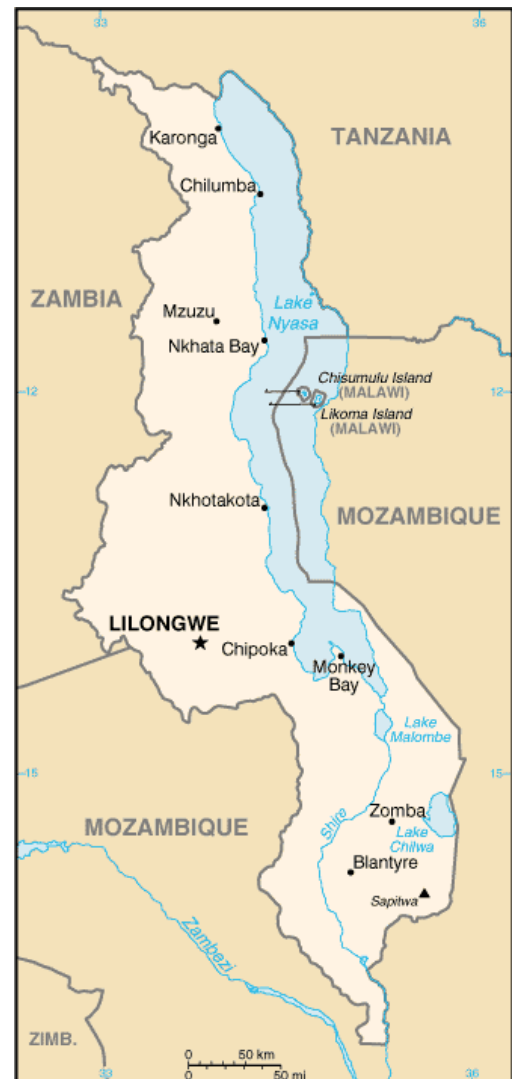 33
36
Karonga
TANZANIA
Chilumba
ZAMBIA
Lake
Nyasa
Mzuzu
Nkhata Bay
Chisumulu Island
(MALAWI)
12
12
Likoma Island
(MALAWI)
Nkhotakota
MOZAMBIQUE
LILONGWE
Chipoka
Monkey
Bay
Lake
Malombe
15
15
MOZAMBIQUE
Shire
Zomba
Lake
Chilwa
Blantyre
Sapitwa
Zambezi
ZIMB.
0 50 km
0 50 mi
33
36